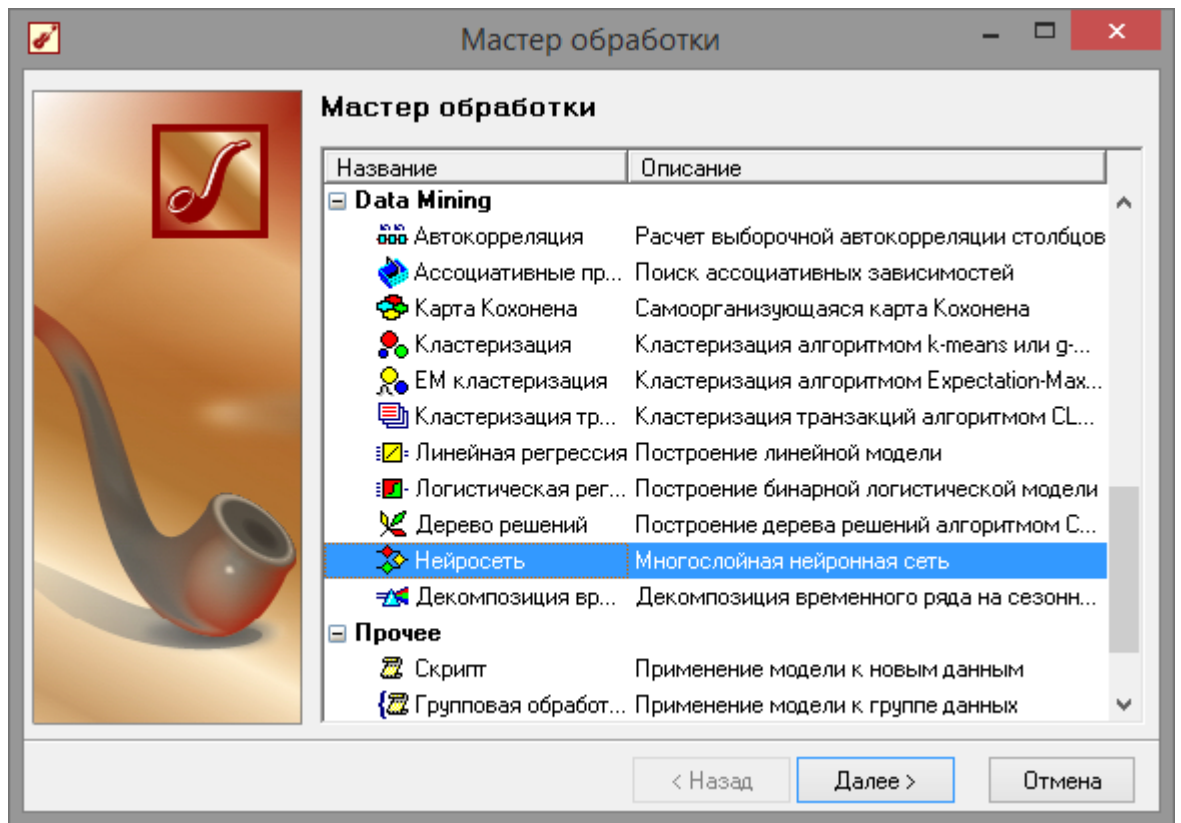 Мастер обработки
Мастер обработки
Название Описание
Data Mining
Автокорреляция Расчет выборочной автокорреляции столбцов
Ассоциативные пр... Поиск ассоциативных зависимостей
Карта Кохонена Самоорганизующаяся карта Кохонена
Кластеризация Кластеризация алгоритмом k-means или g-...
EM кластеризация Кластеризация алгоритмом Expectation-Max...
Кластеризация тр... Кластеризация транзакций алгоритмом CL...
Линейная регрессия Построение линейной модели
Логистическая рег... Построение бинарной логистической модели
Дерево решений Построение дерева решений алгоритмом C...
Нейросеть Многослойная нейронная сеть
Декомпозиция вр... Декомпозиция временного ряда на сезонн...
Прочее
Скрипт Применение модели к новым данным
Групповая обработ... Применение модели к группе данных
< Назад Далее > Отмена